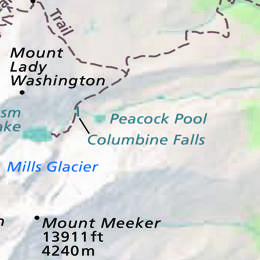 Trail
Mount
Lady
Washington
Peacock Pool
Columbine Falls
Mills Glacier
Mount Meeker
13911 ft
4240 m